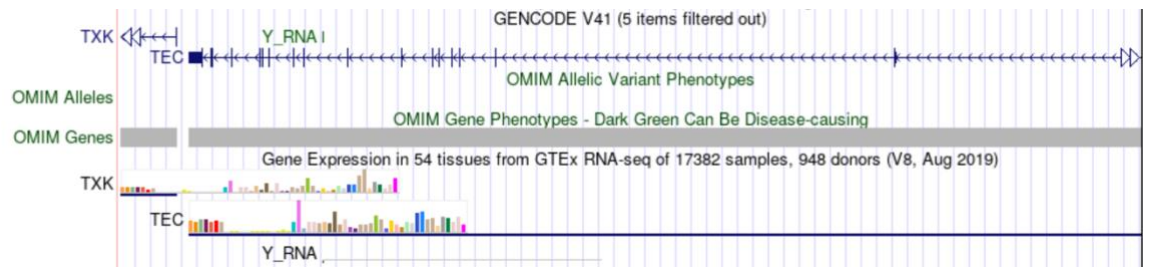 GENCODE V41 (5 items filtered out)
TXK
Y_RNA
TEC
OMIM Allelic Variant Phenotypes
OMIM Alleles
OMIM Gene Phenotypes - Dark Green Can Be Disease-causing
OMIM Genes
Gene Expression in 54 tissues from GTEx RNA-seq of 17382 samples, 948 donors (V8, Aug 2019)
TXK
TEC
Y_RNA